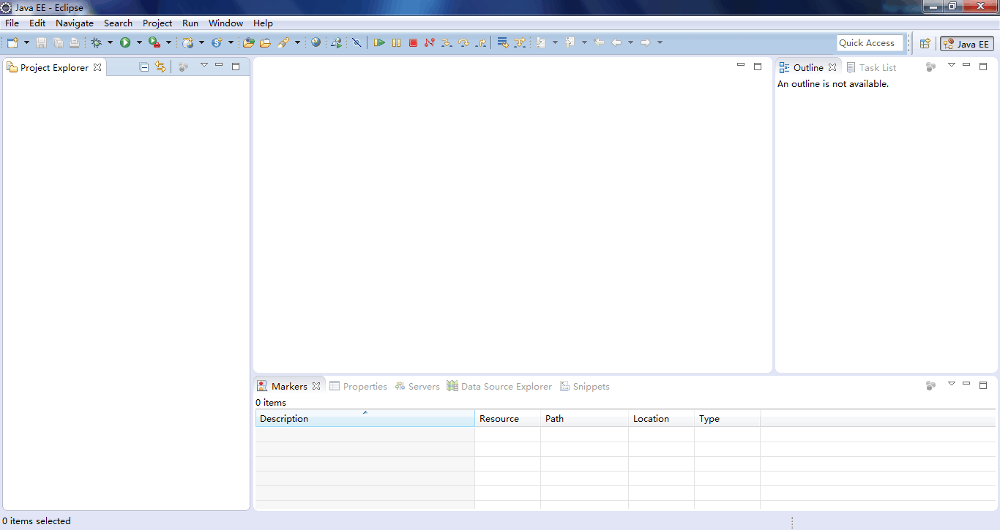 Java EE - Eclipse
File Edit Navigate Search Project Run Window Help
Quick Access Java EE
Project Explorer
Outline Task List
An outline is not available.
Markers Properties Servers Data Source Explorer Snippets
0 items
Description Resource Path Location Type
0 items selected